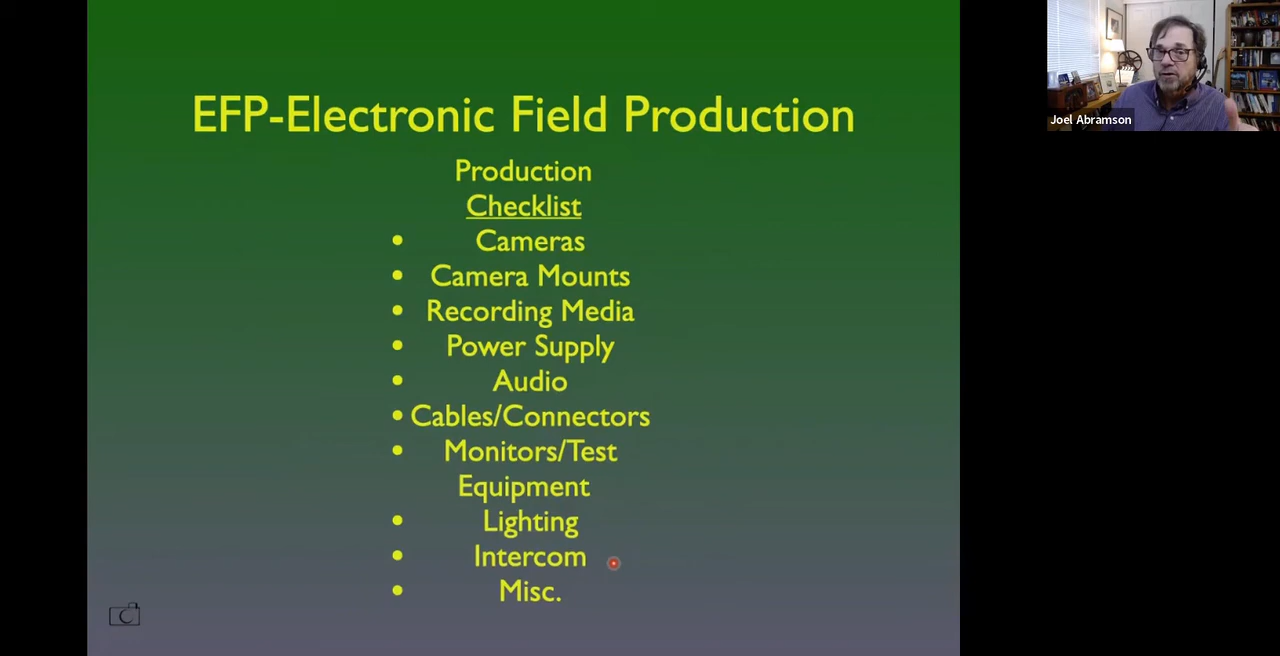 EFP-Electronic Field Production
Production
Checklist
• Cameras
• Camera Mounts
• Recording Media
• Power Supply
• Audio
• Cables/Connectors
• Monitors/Test
Equipment
• Lighting
• Intercom
• Misc.
Joel Abramson